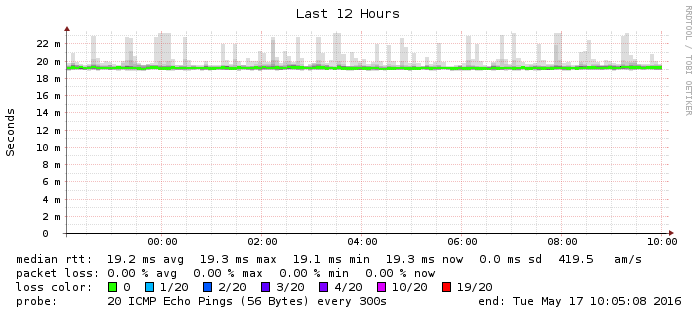 Last 12 Hours
RRDTOOL / TOBI OETIKER
Seconds
22 m
20 m
18 m
16 m
14 m
12 m
10 m
8 m
6 m
4 m
2 m
0
00:00 02:00 04:00 06:00 08:00 10:00
median rtt: 19.2 ms avg 19.3 ms max 19.1 ms min 19.3 ms now 0.0 ms sd 419.5 am/s
packet loss: 0.00 % avg 0.00 % max 0.00 % min 0.00 % now
loss color: 0 1/20 2/20 3/20 4/20 10/20 19/20
probe: 20 ICMP Echo Pings (56 Bytes) every 300s end: Tue May 17 10:05:08 2016